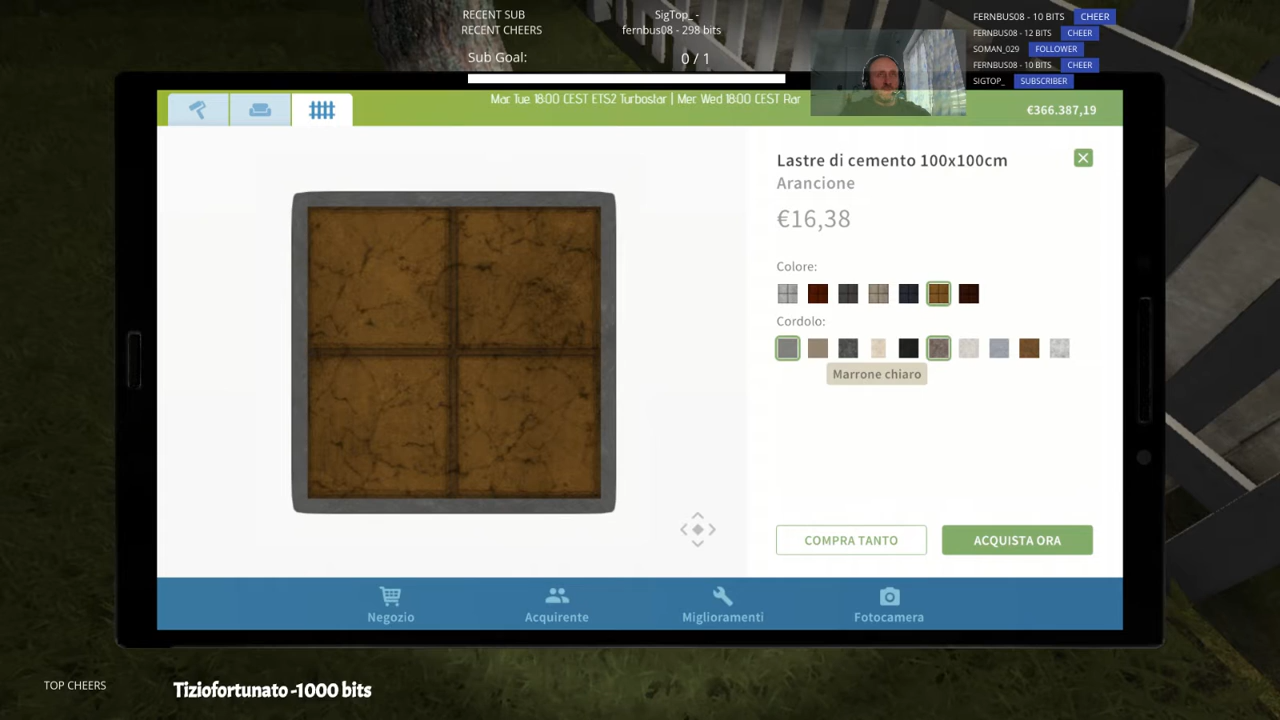 RECENT SUB
SigTop_ -
RECENT CHEERS
fernbus08 - 298 bits
Sub Goal:
0 / 1
FERNBUS08 - 10 BITS CHEER
FERNBUS08 - 12 BITS CHEER
SOMAN_029 FOLLOWER
FERNBUS08 - 10 BITS CHEER
SIGTOP_ SUBSCRIBER
Mar Tue 18:00 CEST ETS2 Turbostar | Mer Wed 18:00 CEST Rar
€366.387,19
Lastre di cemento 100x100cm
Arancione
€16,38
Colore:
Cordolo:
Marrone chiaro
COMPRA TANTO
ACQUISTA ORA
Negozio
Acquirente
Miglioramenti
Fotocamera
TOP CHEERS
Tiziofortunato -1000 bits